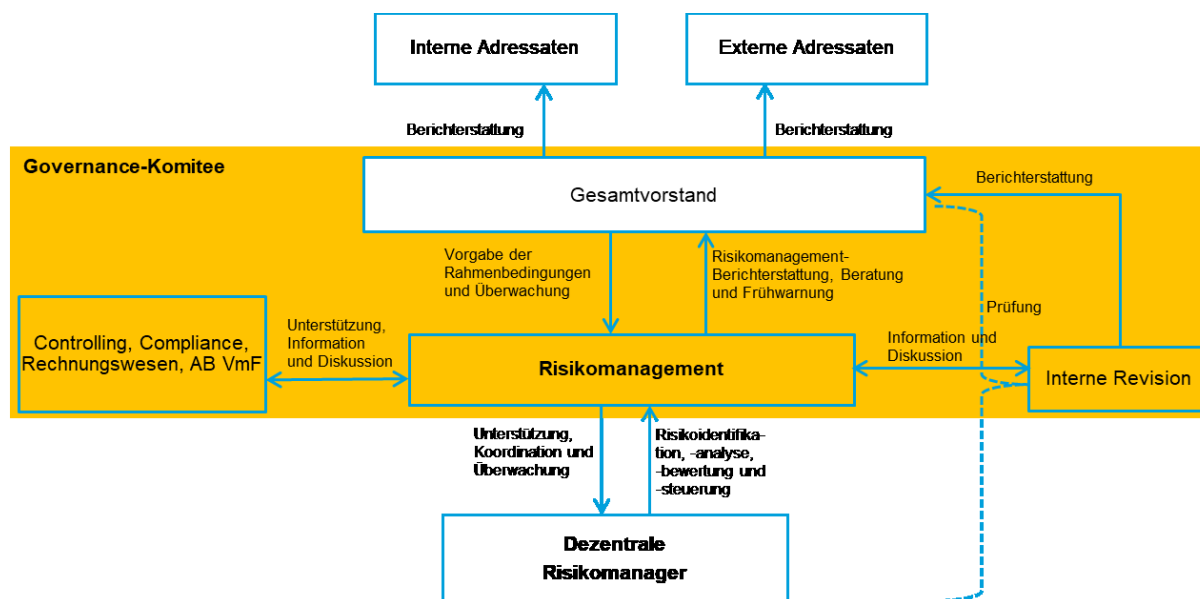 Interne Adressaten
Externe Adressaten
Berichterstattung
Berichterstattung
Governance-Komitee
Gesamtvorstand
Berichterstattung
Vorgabe der
Rahmenbedingungen
und Überwachung
Risikomanagement-
Berichterstattung, Beratung
und Frühwarnung
Prüfung
Controlling, Compliance,
Rechnungswesen, AB VmF
Unterstützung,
Information
und Diskussion
Risikomanagement
Information und
Diskussion
Interne Revision
Unterstützung,
Koordination und
Überwachung
Risikoidentifika-
tion, -analyse,
-bewertung und
-steuerung
Dezentrale
Risikomanager